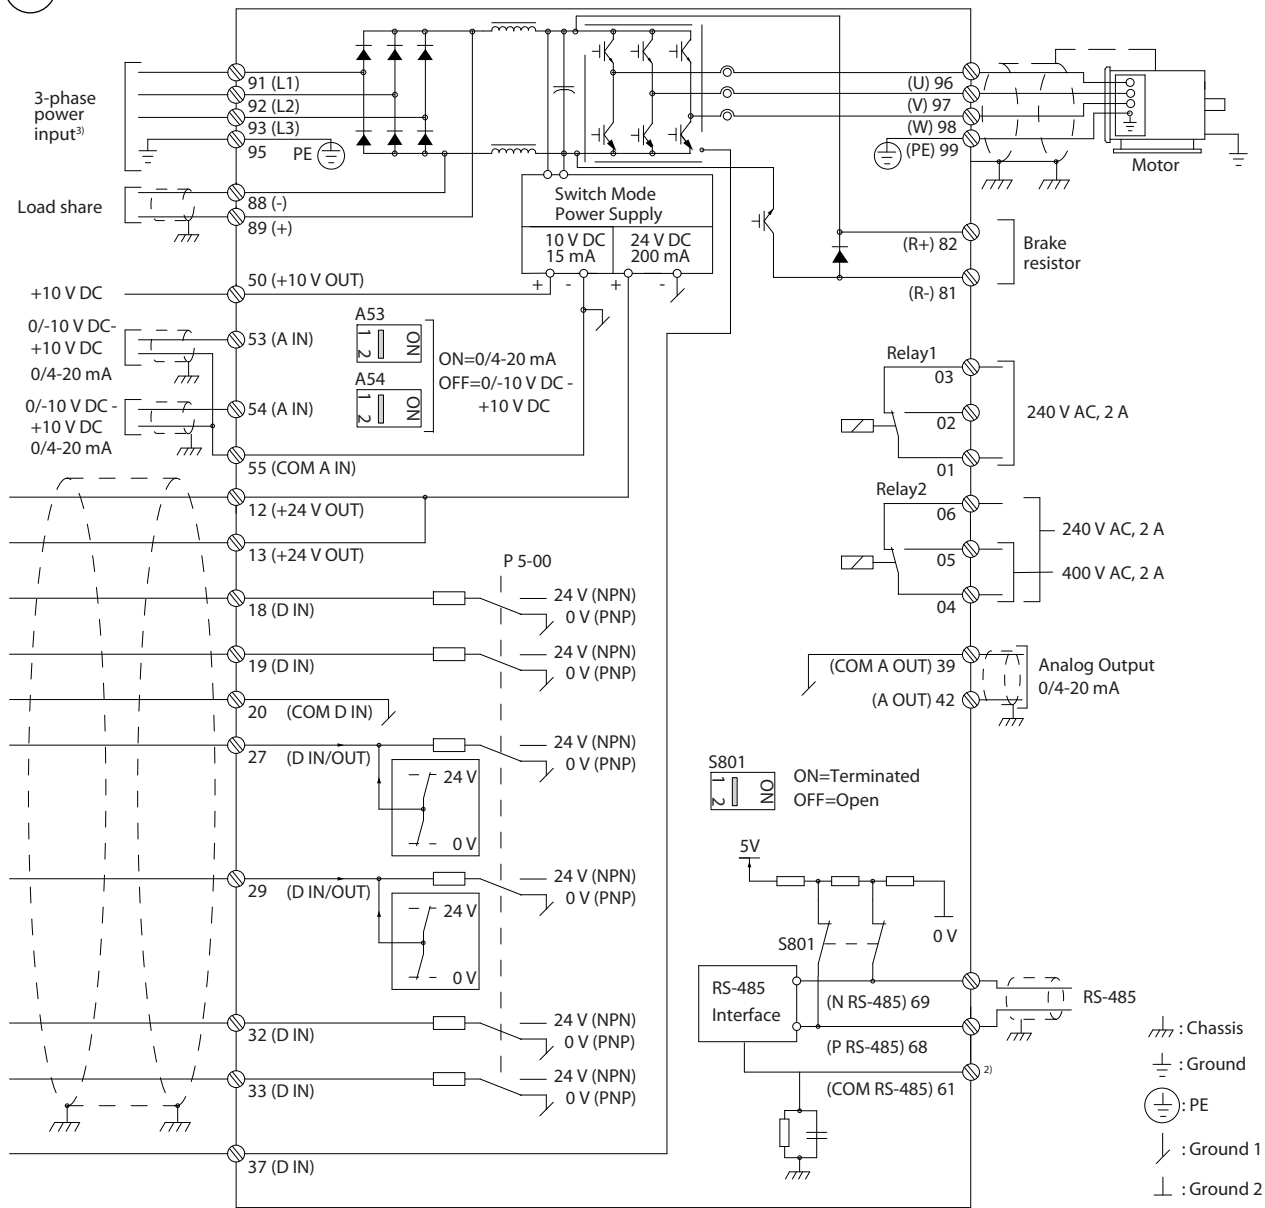 3-phase
power
input3)
91 (L1)
92 (L2)
93 (L3)
95
PE
Load share
88 (-)
89 (+)
Switch Mode
Power Supply
10 V DC
15 mA
24 V DC
200 mA
+ - + -
(U) 96
(V) 97
(W) 98
(PE) 99
Motor
(R+) 82
(R-) 81
Brake
resistor
+10 V DC
50 (+10 V OUT)
0/-10 V DC-
+10 V DC
0/4-20 mA
53 (A IN)
0/-10 V DC -
+10 V DC
0/4-20 mA
54 (A IN)
55 (COM A IN)
A53
1 2 ON
A54
1 2 ON
ON=0/4-20 mA
OFF=0/-10 V DC -
+10 V DC
Relay1
03
02
01
240 V AC, 2 A
Relay2
06
05
04
240 V AC, 2 A
400 V AC, 2 A
12 (+24 V OUT)
13 (+24 V OUT)
P 5-00
18 (D IN)
24 V (NPN)
0 V (PNP)
19 (D IN)
24 V (NPN)
0 V (PNP)
20 (COM D IN)
27 (D IN/OUT)
24 V (NPN)
0 V (PNP)
24 V
0 V
29 (D IN/OUT)
24 V (NPN)
0 V (PNP)
24 V
0 V
32 (D IN)
24 V (NPN)
0 V (PNP)
33 (D IN)
24 V (NPN)
0 V (PNP)
37 (D IN)
(COM A OUT) 39
(A OUT) 42
Analog Output
0/4-20 mA
S801
1 2 ON
ON=Terminated
OFF=Open
5V
0 V
S801
RS-485
Interface
(N RS-485) 69
(P RS-485) 68
(COM RS-485) 61
2)
RS-485
: Chassis
: Ground
: PE
: Ground 1
: Ground 2